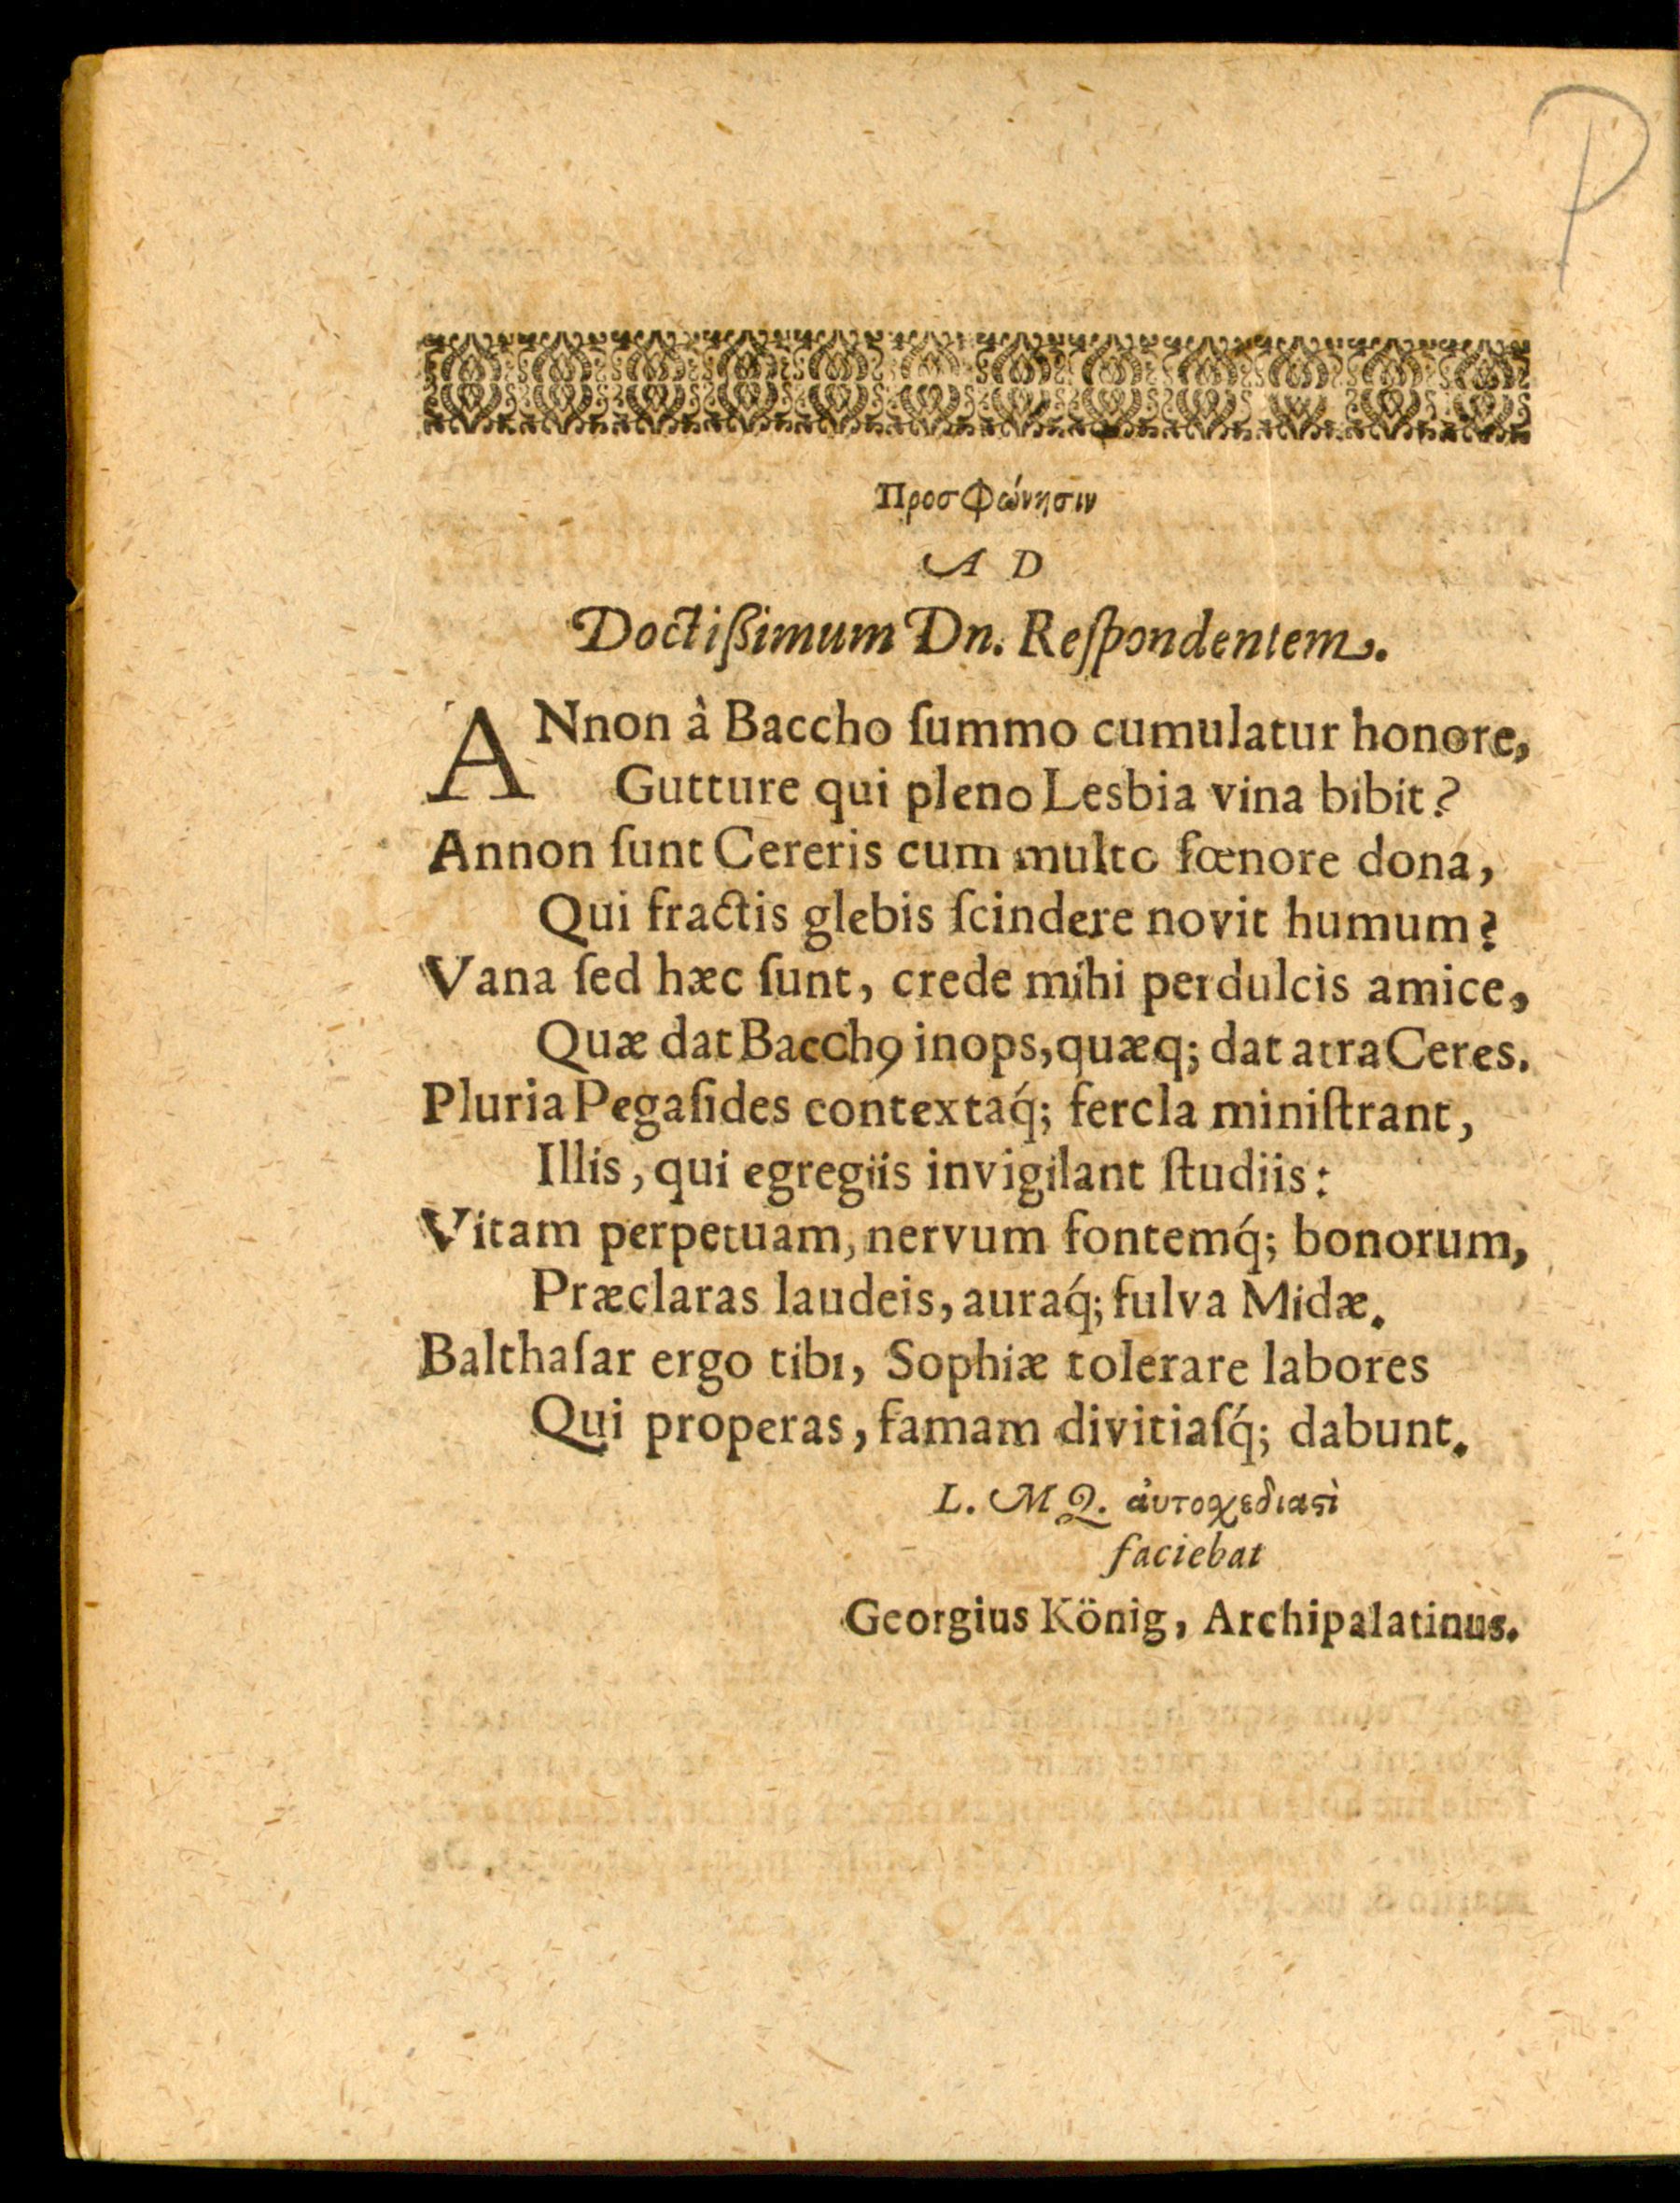 P
ΠροσΦώνησιν
A D
Doctißimum Dn. Reſpondentem.
ANnon â Baccho ſummo cumulatur honore,
Gutture qui pleno Lesbia vina bibit?
Annon ſunt Cereris cum multo fœnore dona,
Qui fractis glebis ſcindere novit humum?
Vana ſed hæc ſunt, crede mihi perdulcis amice,
Quæ dat Bacchꝰ inops, quæq; dat atra Ceres.
Pluria Pegaſides contextaq́; fercla miniſtrant,
Illis, qui egregiis invigilant ſtudiis:
Vitam perpetuam, nervum fontemq́; bonorum,
Præclaras laudeis, auraq́; fulva Midæ.
Balthaſar ergo tibi, Sophiæ tolerare labores
Qui properas, famam divitiaſq́; dabunt.
L. M Q. ἀυτοχεδιαϛὶ
faciebat
Georgius König, Archipalatinus.